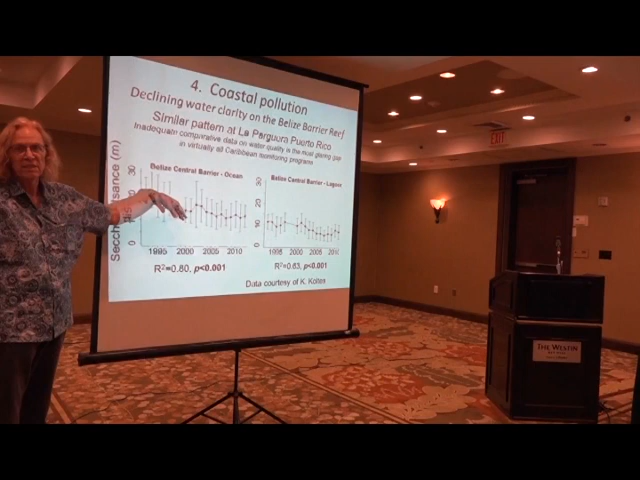 4. Coastal pollution
Declining water clarity on the Belize Barrier Reef
Similar pattern at La Parguera Puerto Rico
Inadequate comparative data on water quality is the most glaring gap
in virtually all Caribbean monitoring programs
Belize Central Barrier - Ocean
Belize Central Barrier - Lagoon
(m)
30
30
20
10
0
1995 2000 2005 2010
1995 2000 2005 2010
R²=0.80, p<0.001
R²=0.63, p<0.001
Data courtesy of K. Koltes
EXIT
THE WESTIN